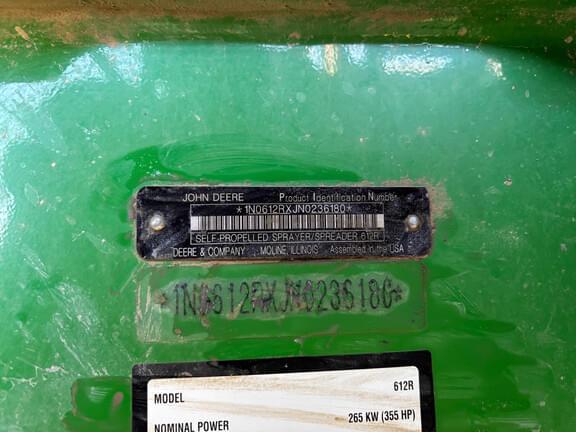 JOHN DEERE Product Identification Number
*1N0612RXJN0236180*
SELF-PROPELLED SPRAYER/SPREADER 612R
DEERE & COMPANY MOLINE, ILLINOIS Assembled in the USA
*1N0612RXJN0236180*
MODEL 612R
NOMINAL POWER 265 KW (355 HP)